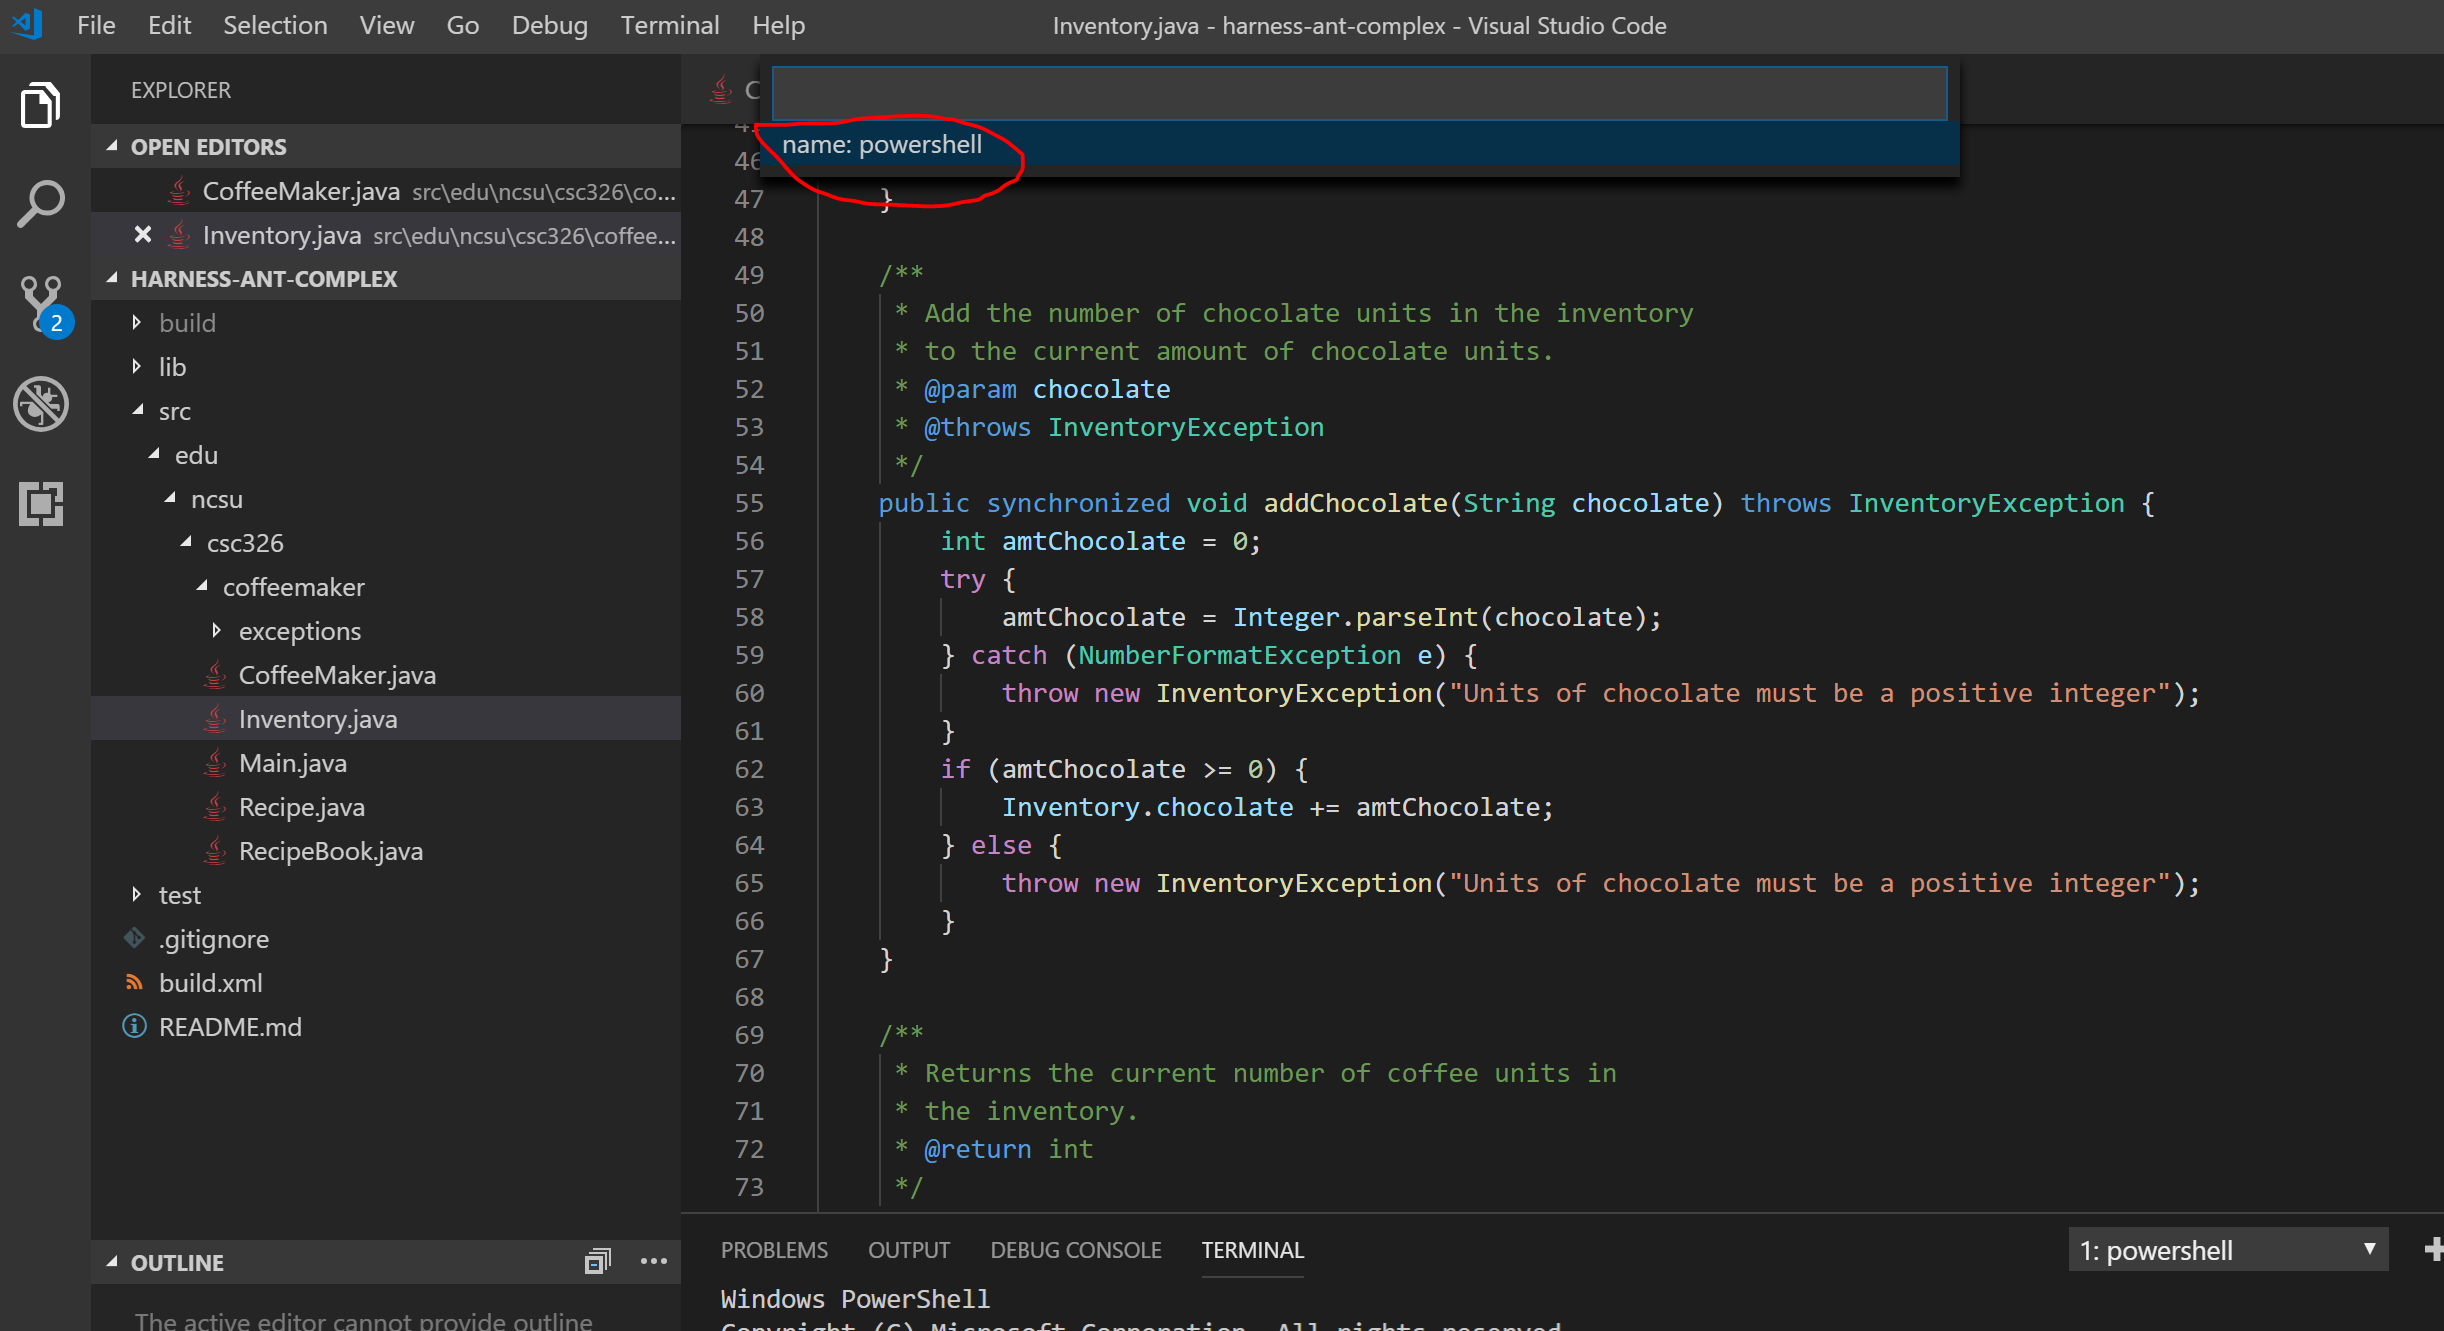 File Edit Selection View Go Debug Terminal Help
Inventory.java - harness-ant-complex - Visual Studio Code
EXPLORER
OPEN EDITORS
CoffeeMaker.java src\edu\ncsu\csc326\co...
Inventory.java src\edu\ncsu\csc326\coffee...
HARNESS-ANT-COMPLEX
build
lib
src
edu
ncsu
csc326
coffeemaker
exceptions
CoffeeMaker.java
Inventory.java
Main.java
Recipe.java
RecipeBook.java
test
.gitignore
build.xml
README.md
2
OUTLINE
The active editor cannot provide outline
C
name: powershell
46
47 }
48
49 /**
50 * Add the number of chocolate units in the inventory
51 * to the current amount of chocolate units.
52 * @param chocolate
53 * @throws InventoryException
54 */
55 public synchronized void addChocolate(String chocolate) throws InventoryException {
56 int amtChocolate = 0;
57 try {
58 amtChocolate = Integer.parseInt(chocolate);
59 } catch (NumberFormatException e) {
60 throw new InventoryException("Units of chocolate must be a positive integer");
61 }
62 if (amtChocolate >= 0) {
63 Inventory.chocolate += amtChocolate;
64 } else {
65 throw new InventoryException("Units of chocolate must be a positive integer");
66 }
67 }
68
69 /**
70 * Returns the current number of coffee units in
71 * the inventory.
72 * @return int
73 */
PROBLEMS OUTPUT DEBUG CONSOLE TERMINAL
1: powershell
Windows PowerShell
Copyright (C) Microsoft Corporation. All rights reserved.